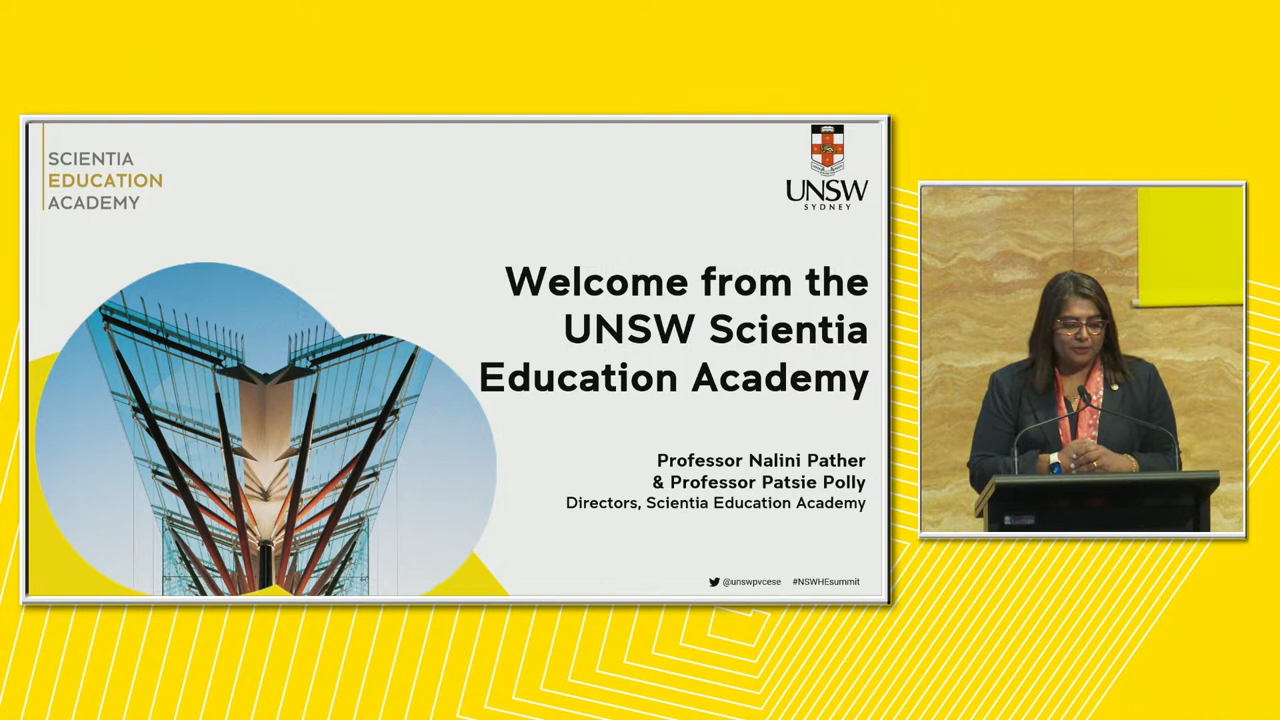 SCIENTIA
EDUCATION
ACADEMY
UNSW
SYDNEY
Welcome from the
UNSW Scientia
Education Academy
Professor Nalini Pather
& Professor Patsie Polly
Directors, Scientia Education Academy
@unswpvcese #NSWHEsummit